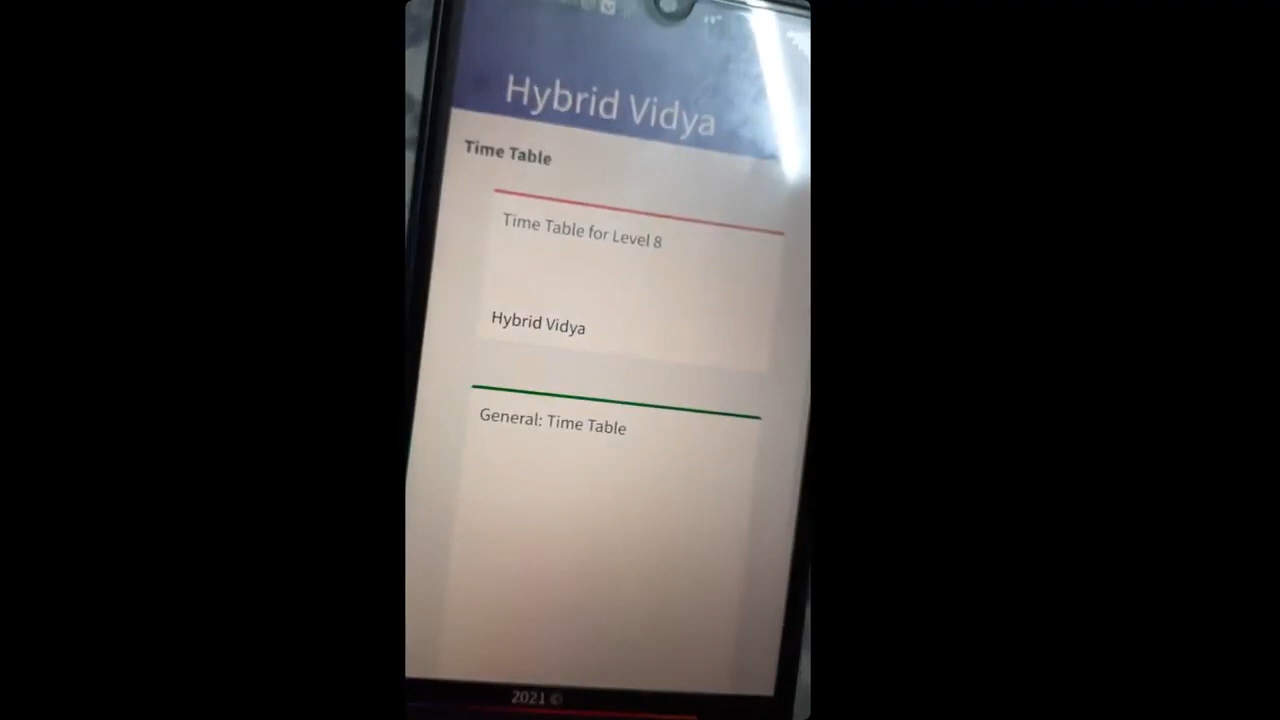 Hybrid Vidya
Time Table
Time Table for Level 8
Hybrid Vidya
General: Time Table
2021 ©